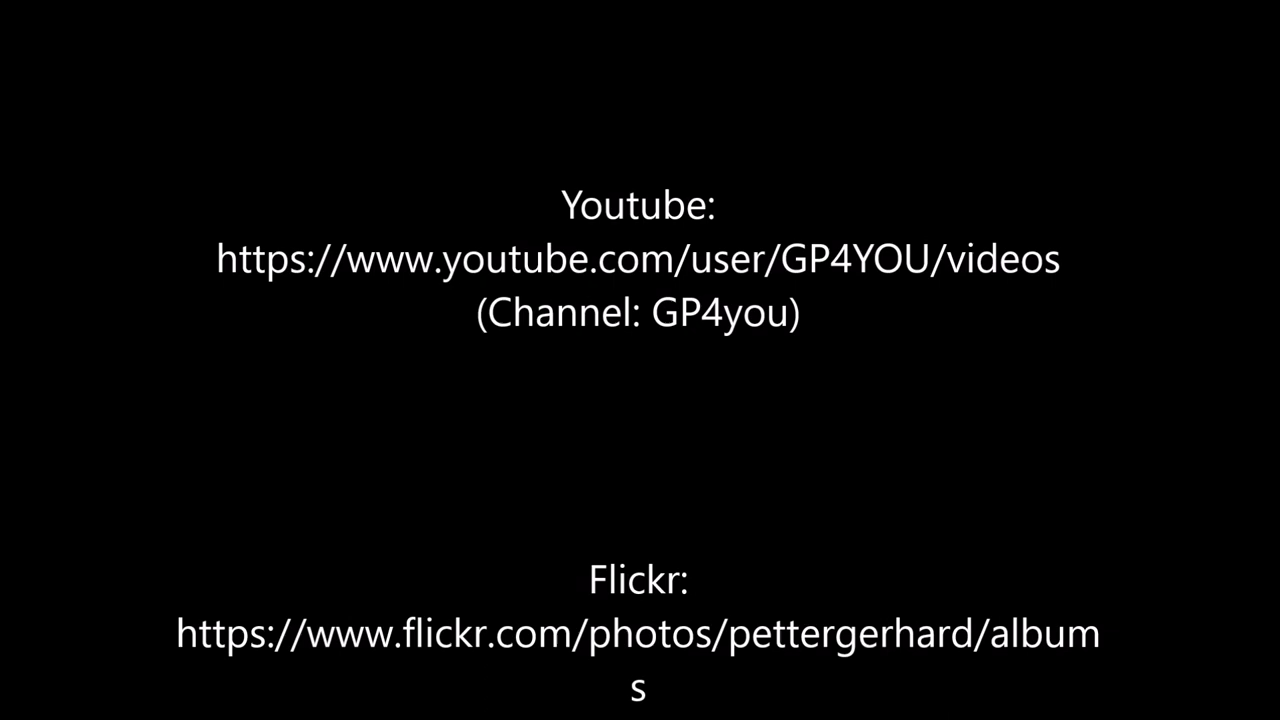 Youtube:
https://www.youtube.com/user/GP4YOU/videos
(Channel: GP4you)
Flickr:
https://www.flickr.com/photos/pettergerhard/album
s